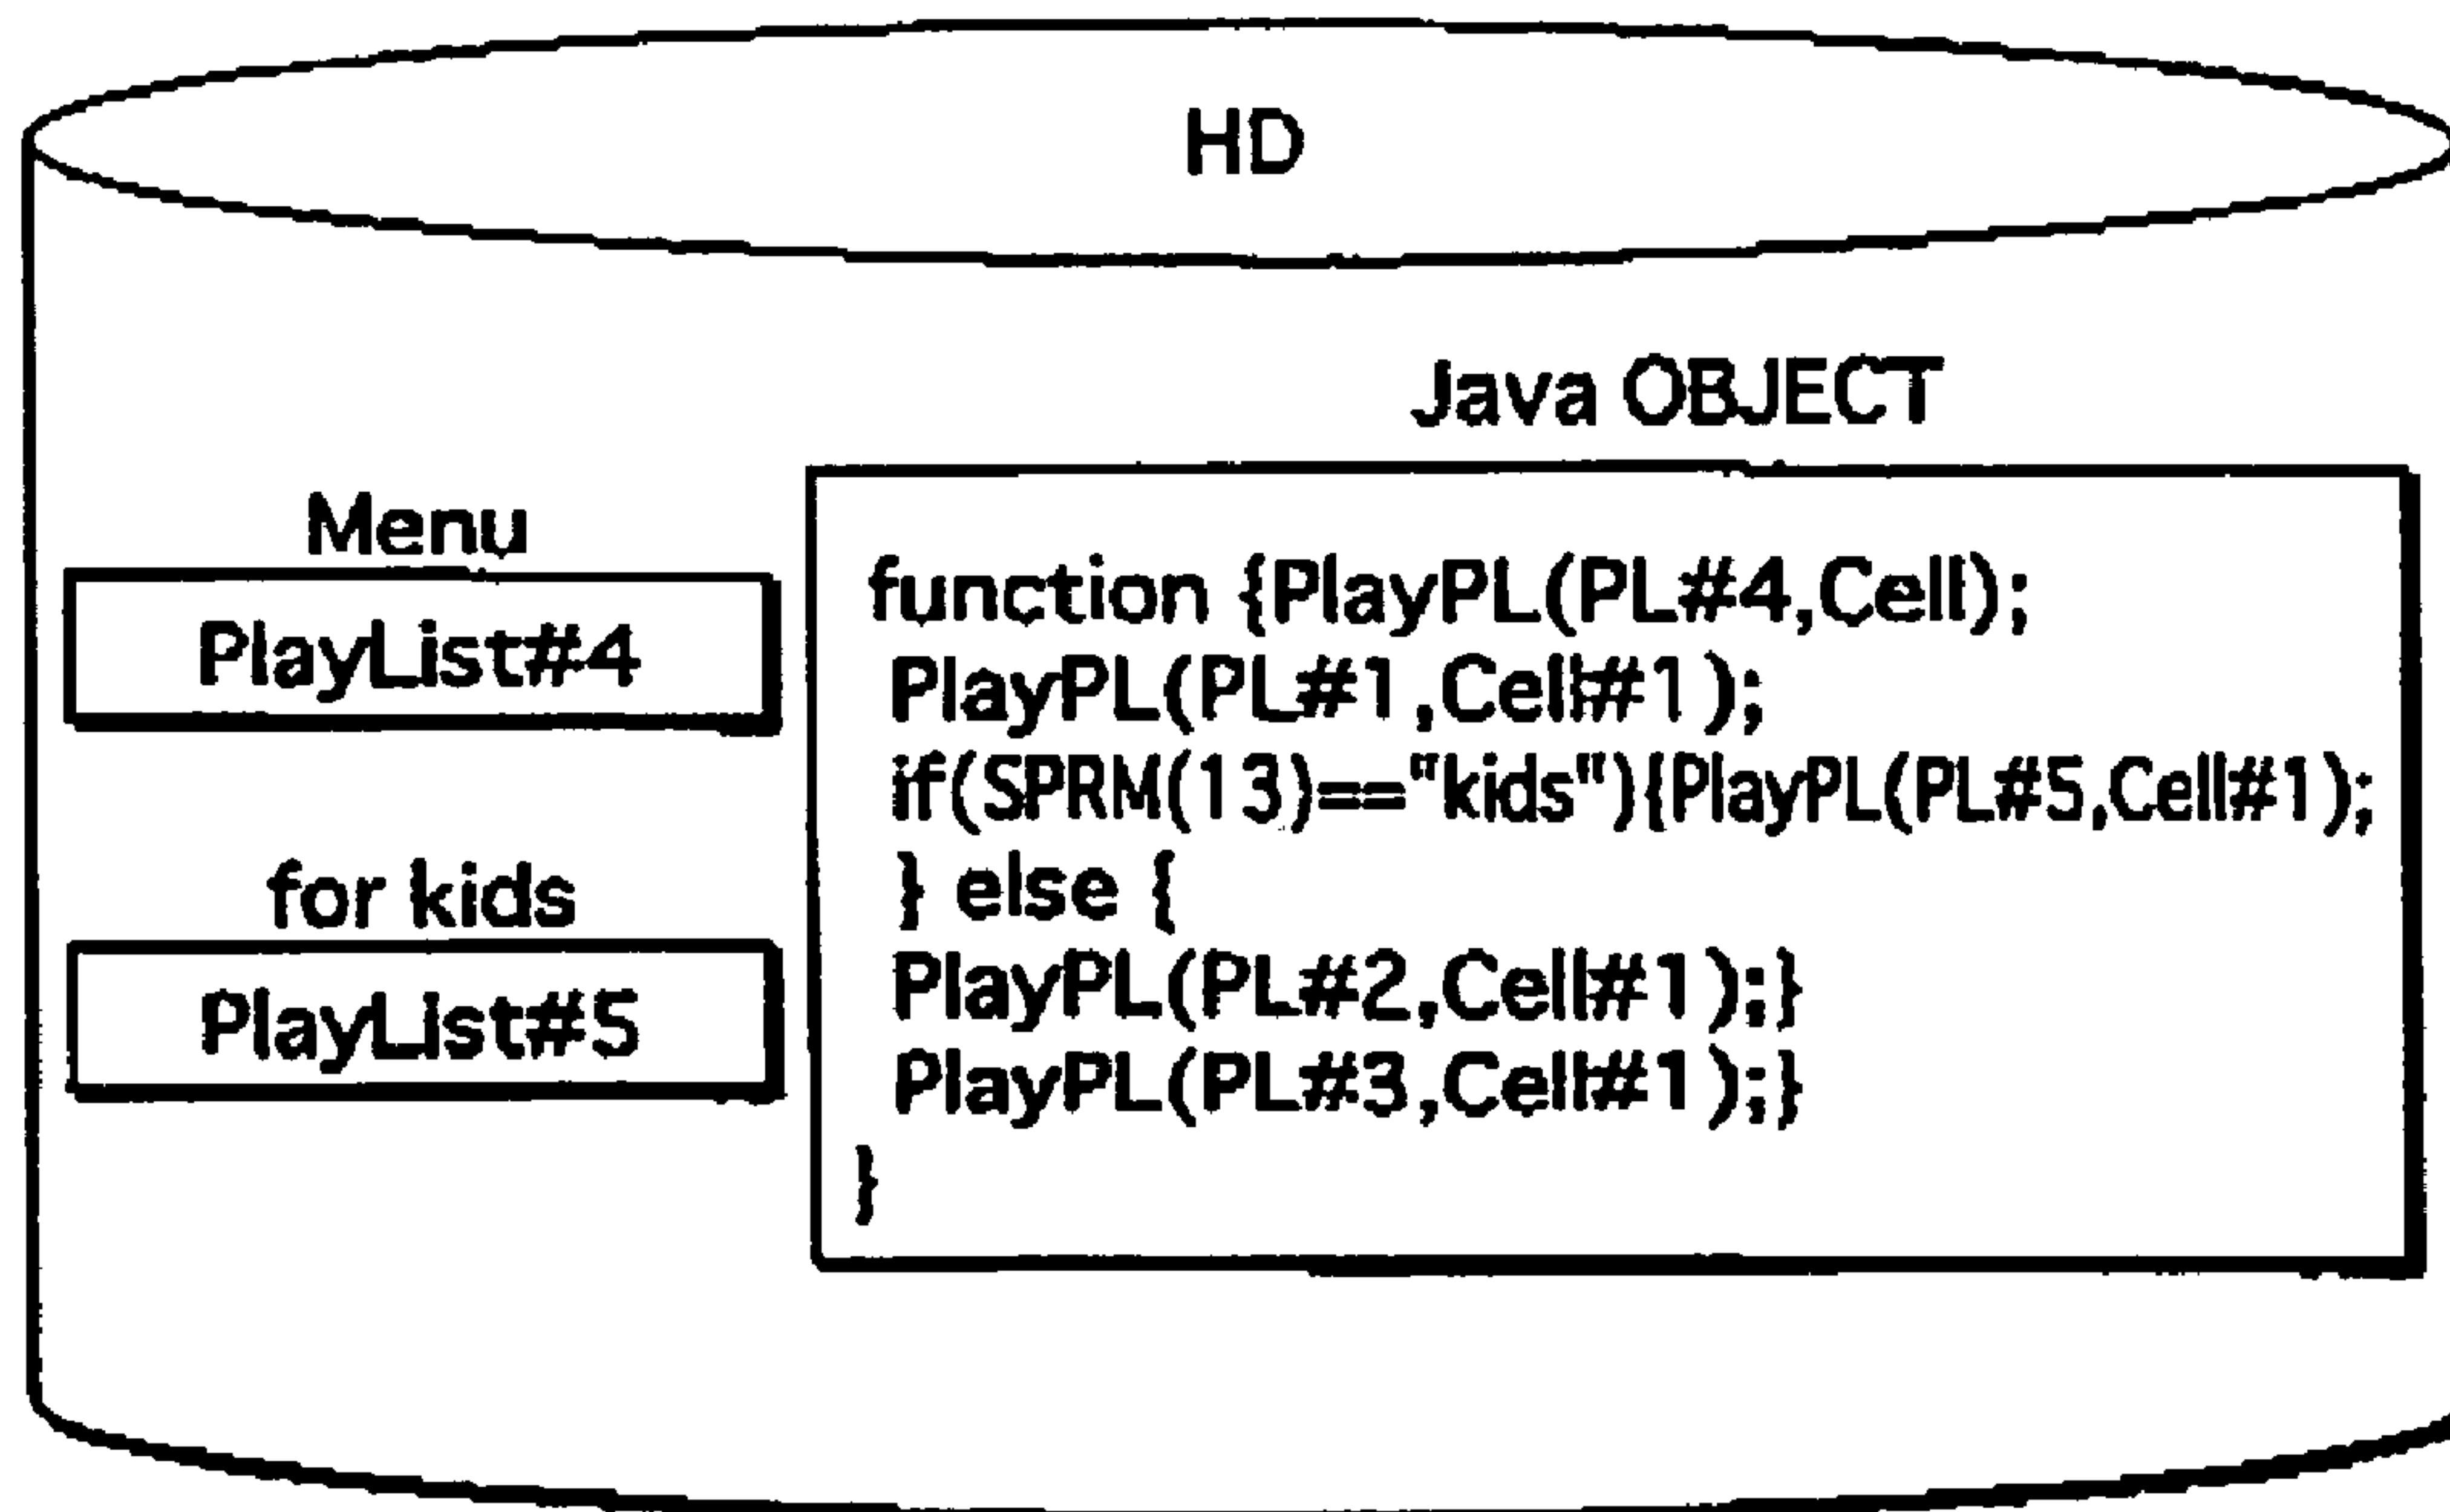 HD
Java OBJECT
Menu
PlayList#4
for kids
PlayList#5
function {PlayPL(PL#4,Cell);
PlayPL(PL#1,Cell#1);
if(SPRM(13)=="kids"){PlayPL(PL#5,Cell#1);
} else {
PlayPL(PL#2,Cell#1);}
PlayPL(PL#3,Cell#1);}
}